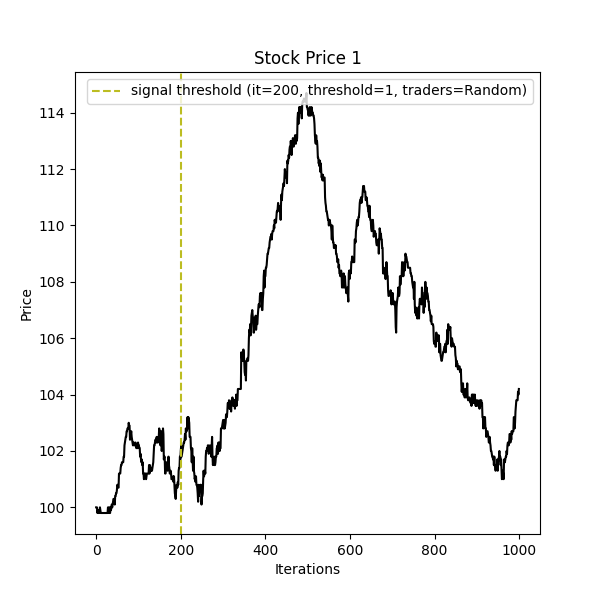 Stock Price 1
signal threshold (it=200, threshold=1, traders=Random)
114
112
110
108
106
104
102
100
Price
0 200 400 600 800 1000
Iterations